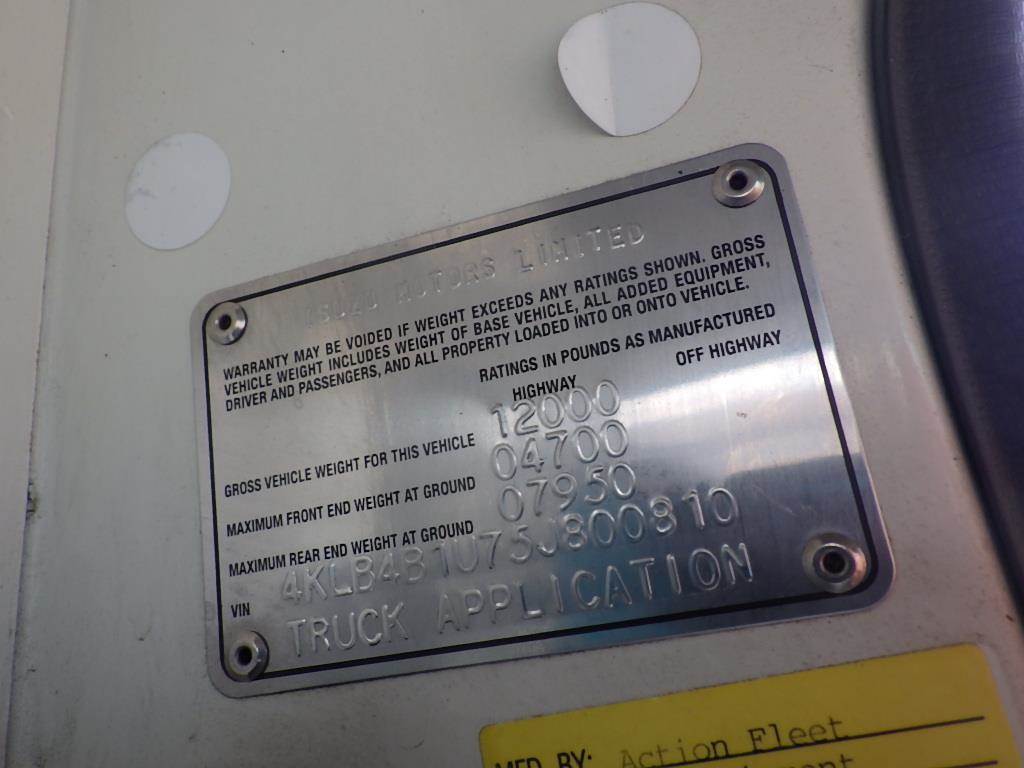 ISUZU MOTORS LIMITED
WARRANTY MAY BE VOIDED IF WEIGHT EXCEEDS ANY RATINGS SHOWN. GROSS
VEHICLE WEIGHT INCLUDES WEIGHT OF BASE VEHICLE, ALL ADDED EQUIPMENT,
DRIVER AND PASSENGERS, AND ALL PROPERTY LOADED INTO OR ONTO VEHICLE.
RATINGS IN POUNDS AS MANUFACTURED
HIGHWAY OFF HIGHWAY
GROSS VEHICLE WEIGHT FOR THIS VEHICLE 12000
MAXIMUM FRONT END WEIGHT AT GROUND 04700
MAXIMUM REAR END WEIGHT AT GROUND 07950
VIN 4KLB4B1U75J800810
TRUCK APPLICATION
MFD BY: Action Fleet